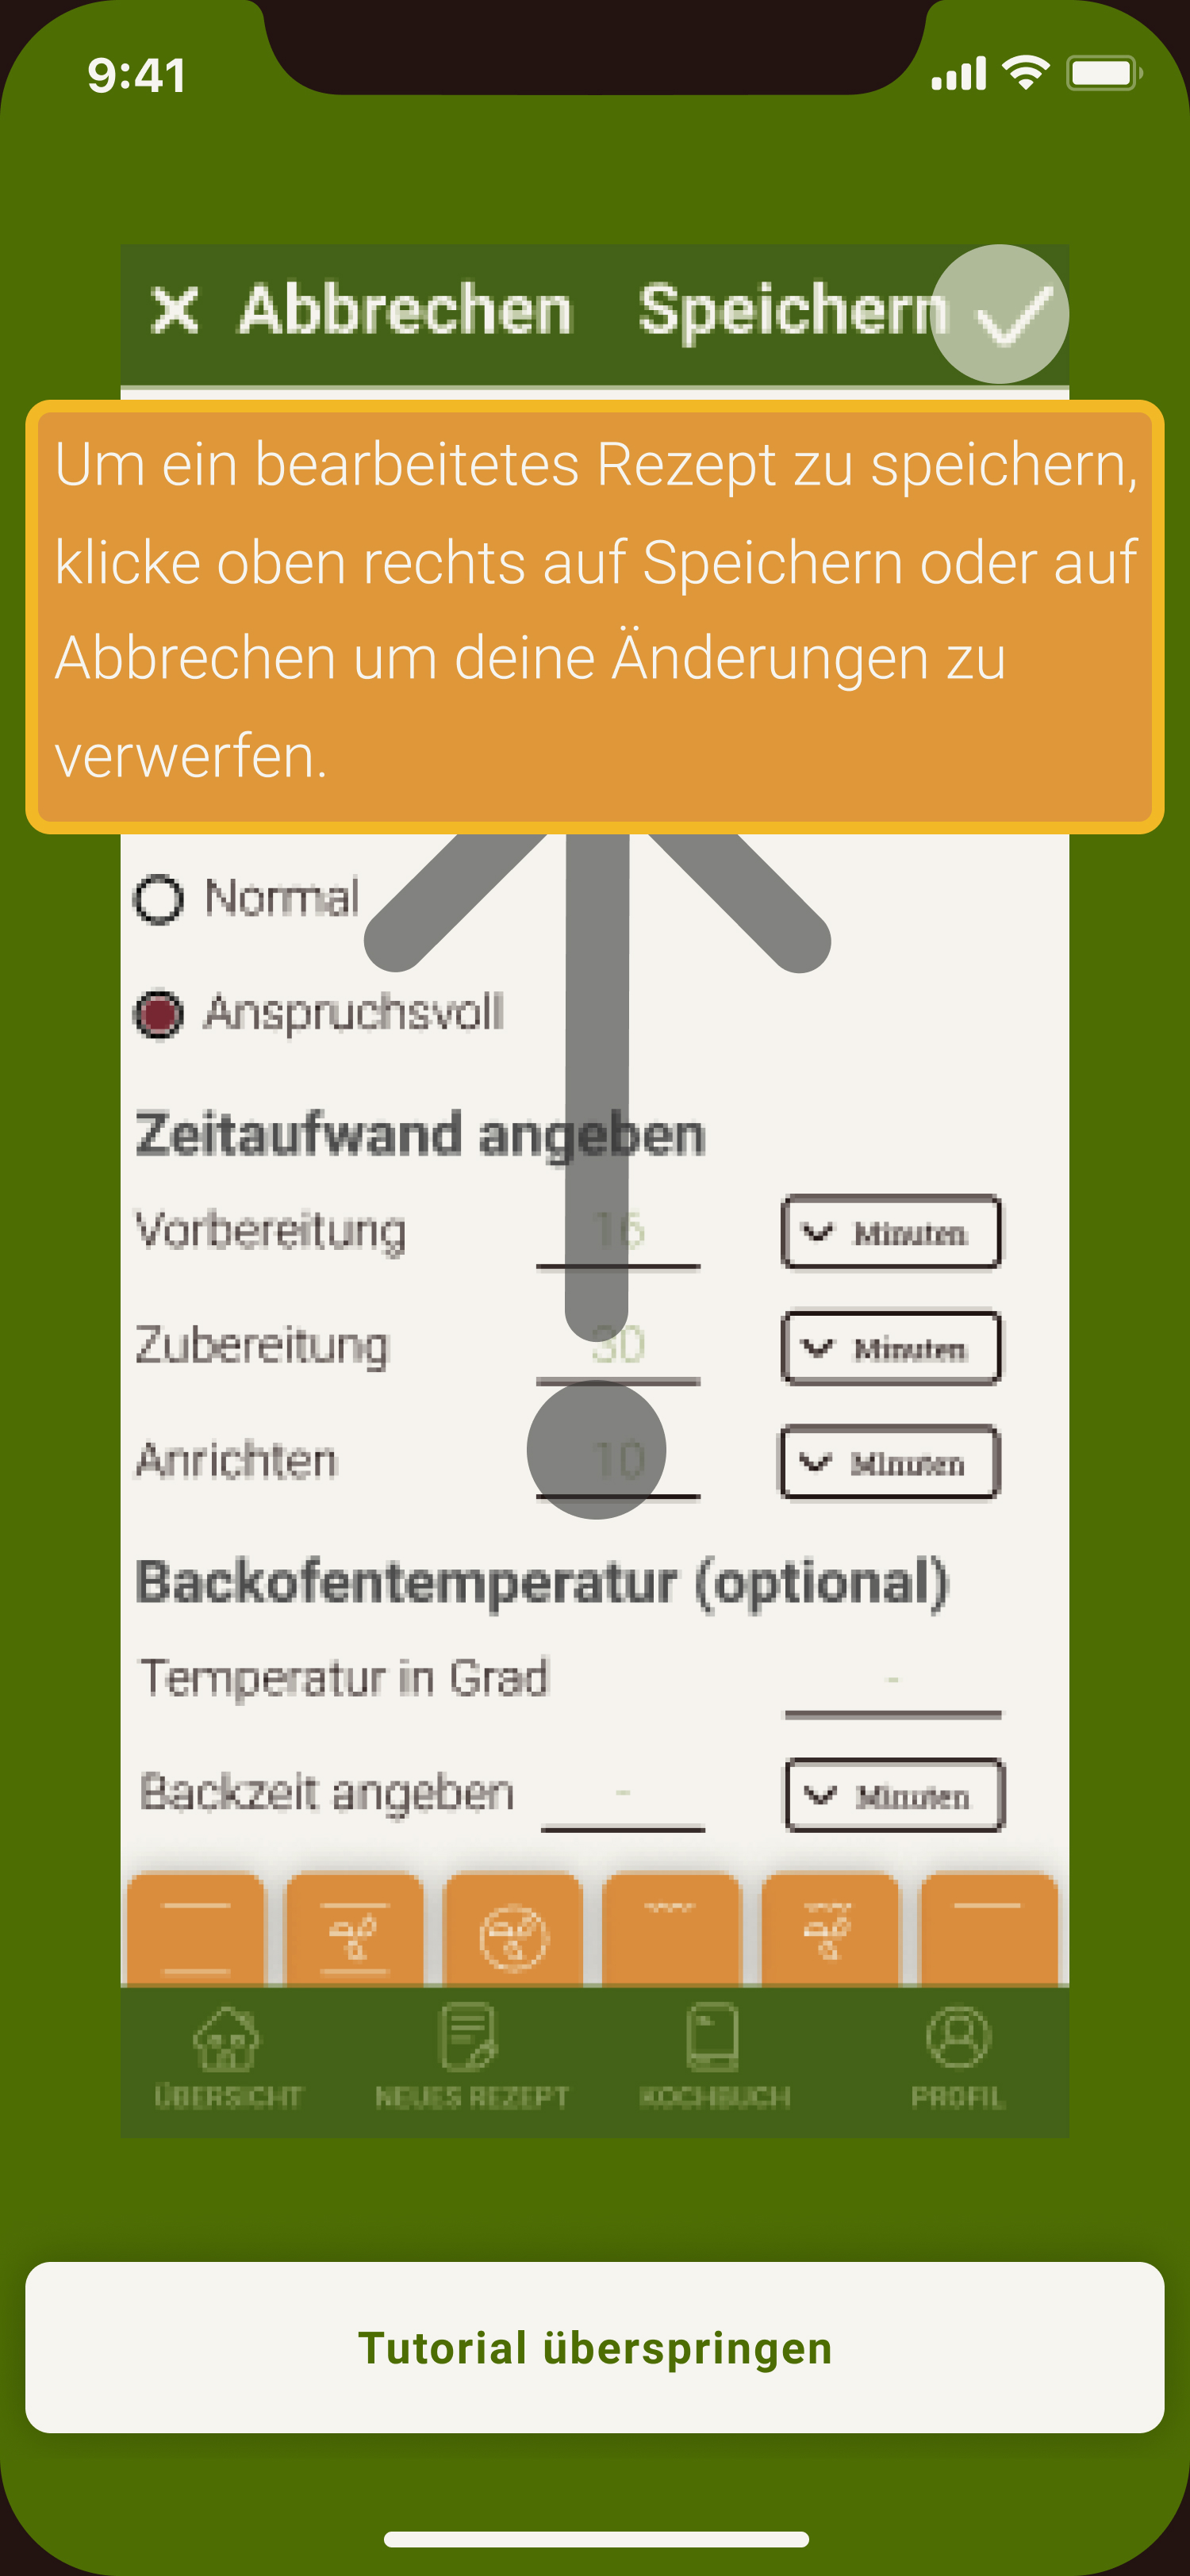 9:41
Abbrechen Speichern
Um ein bearbeitetes Rezept zu speichern,
klicke oben rechts auf Speichern oder auf
Abbrechen um deine Änderungen zu
verwerfen.
Normal
Anspruchsvoll
Zeitaufwand angeben
Vorbereitung 16 Minuten
Zubereitung 30 Minuten
Anrichten 10 Minuten
Backofentemperatur (optional)
Temperatur in Grad -
Backzeit angeben - Minuten
ÜBERSICHT NEUES REZEPT KOCHBUCH PROFIL
Tutorial überspringen